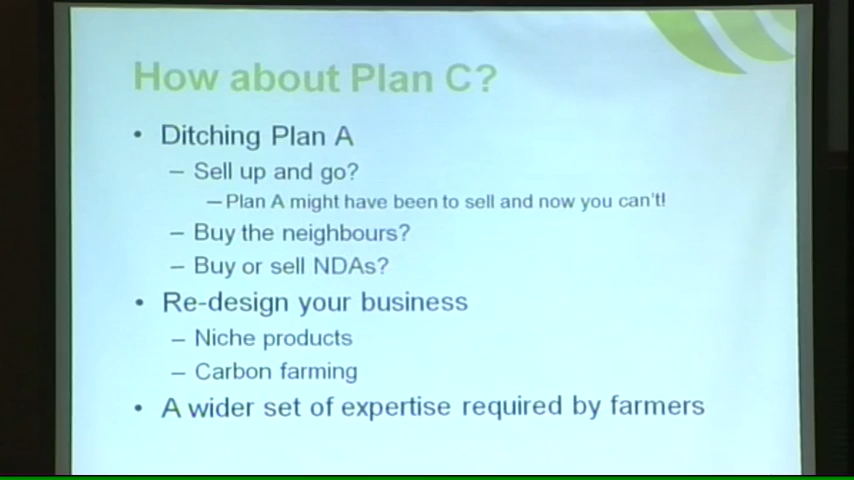 How about Plan C?
• Ditching Plan A
– Sell up and go?
– Plan A might have been to sell and now you can't!
– Buy the neighbours?
– Buy or sell NDAs?
• Re-design your business
– Niche products
– Carbon farming
• A wider set of expertise required by farmers